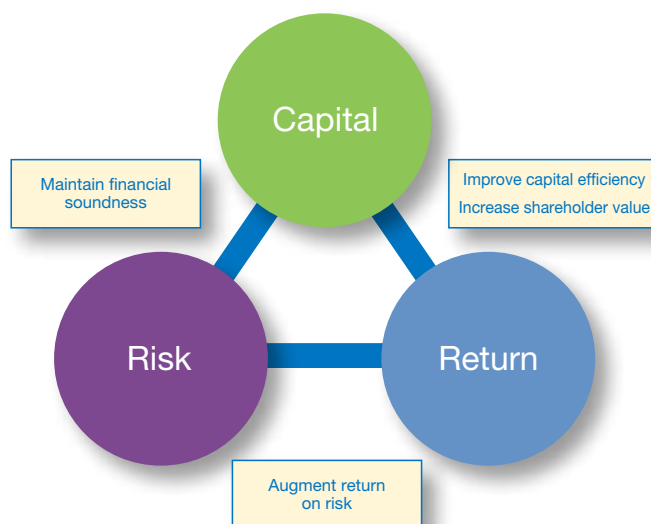 Capital
Maintain financial
soundness
Improve capital efficiency
Increase shareholder value
Risk
Return
Augment return
on risk